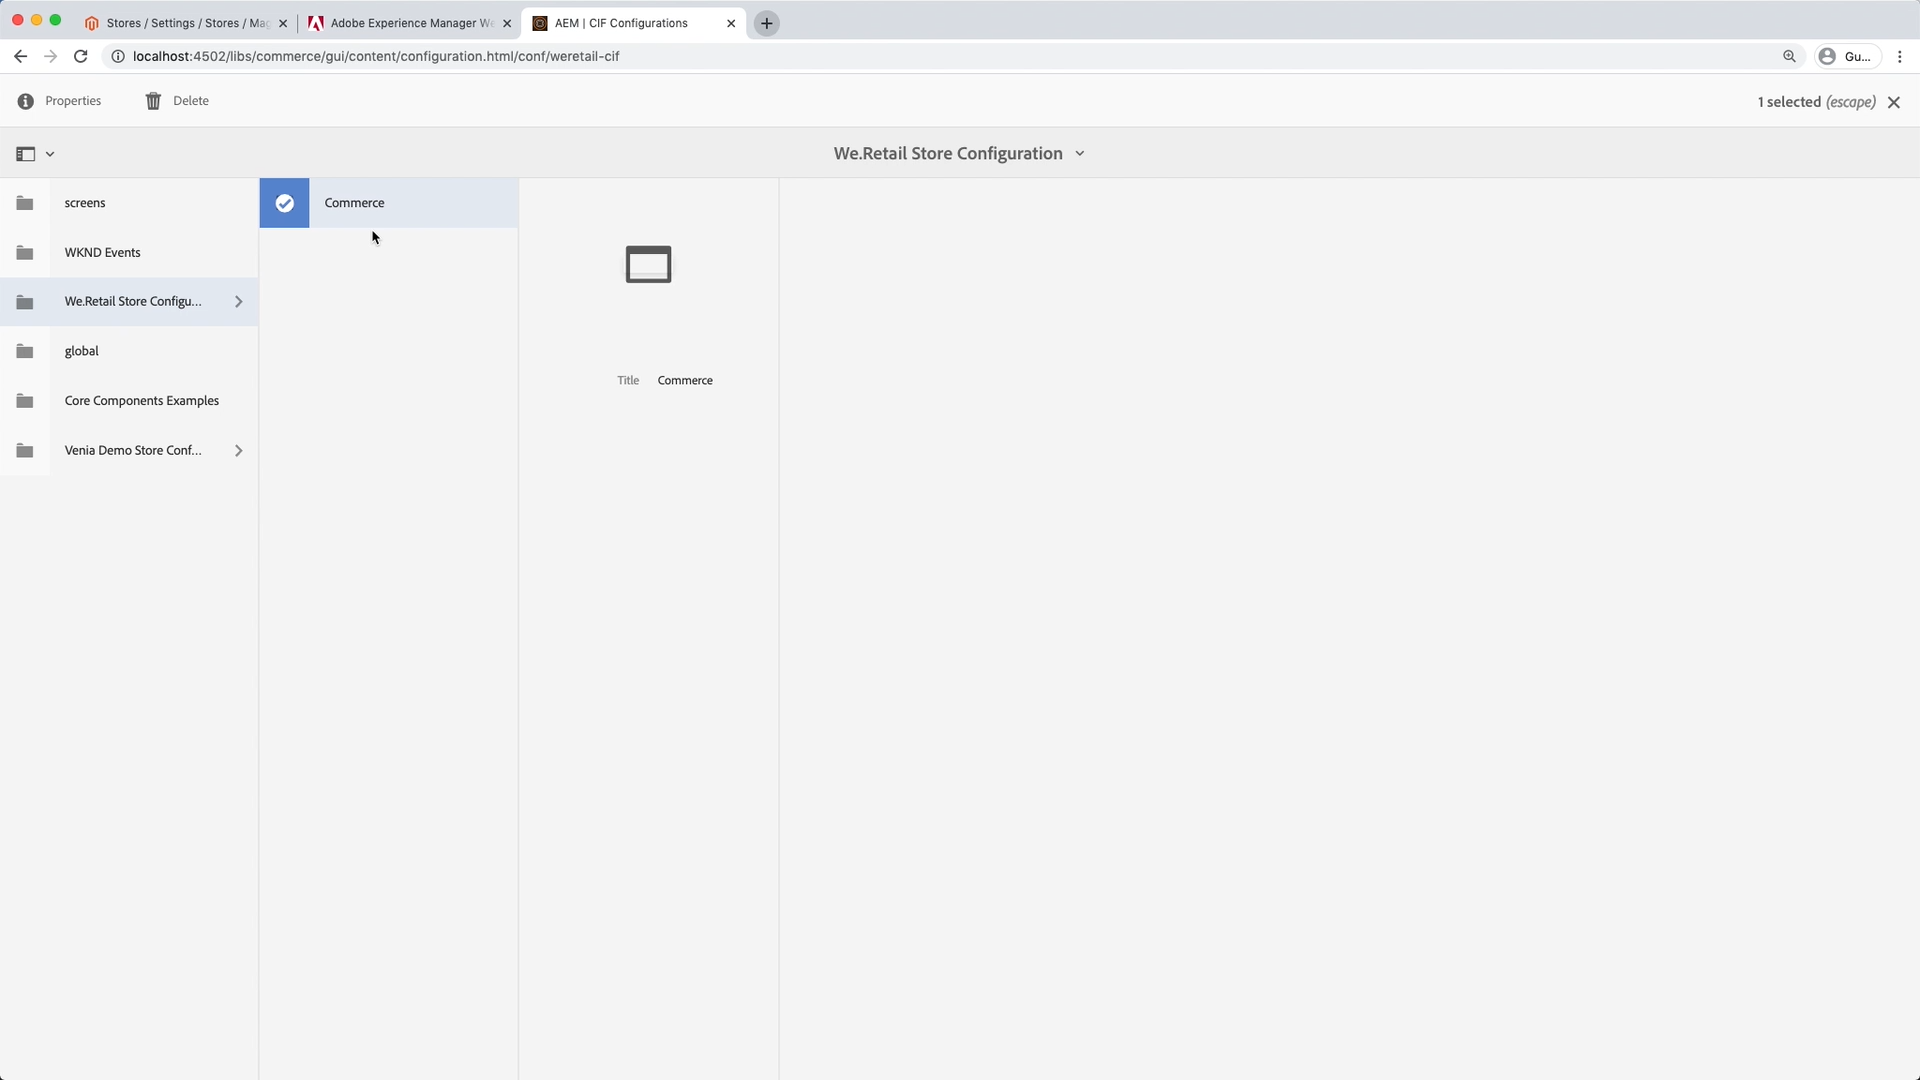 Stores / Settings / Stores / Mag
Adobe Experience Manager We
AEM | CIF Configurations
localhost:4502/libs/commerce/gui/content/configuration.html/conf/weretail-cif
Gu...
Properties
Delete
1 selected (escape)
We.Retail Store Configuration
screens
Commerce
WKND Events
We.Retail Store Configu...
global
Title Commerce
Core Components Examples
Venia Demo Store Conf...